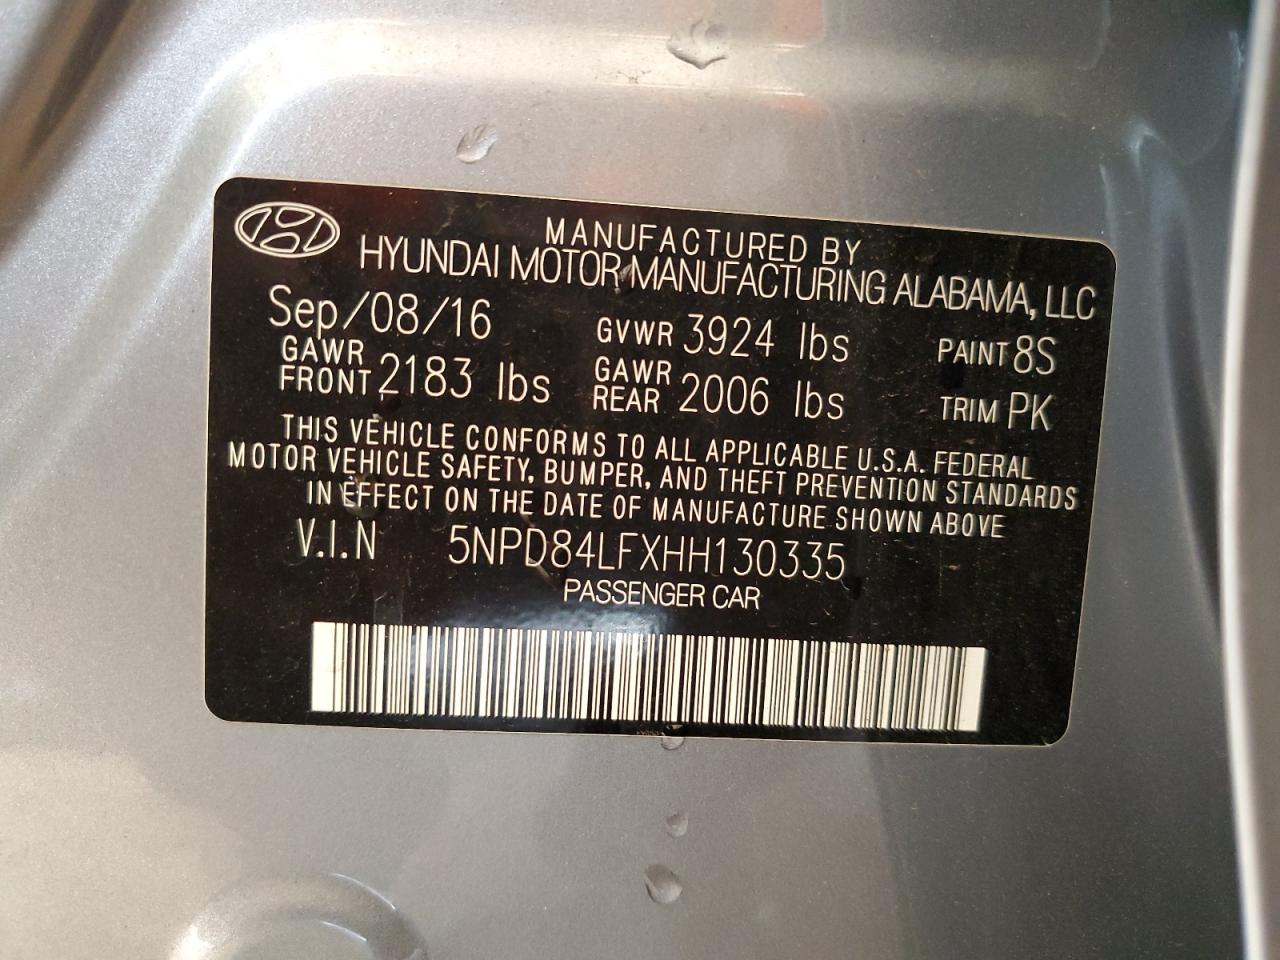 MANUFACTURED BY
HYUNDAI MOTOR MANUFACTURING ALABAMA, LLC
Sep/08/16 GVWR 3924 lbs PAINT 8S
GAWR FRONT 2183 lbs GAWR REAR 2006 lbs TRIM PK
THIS VEHICLE CONFORMS TO ALL APPLICABLE U.S.A. FEDERAL
MOTOR VEHICLE SAFETY, BUMPER, AND THEFT PREVENTION STANDARDS
IN EFFECT ON THE DATE OF MANUFACTURE SHOWN ABOVE
V.I.N 5NPD84LFXHH130335
PASSENGER CAR